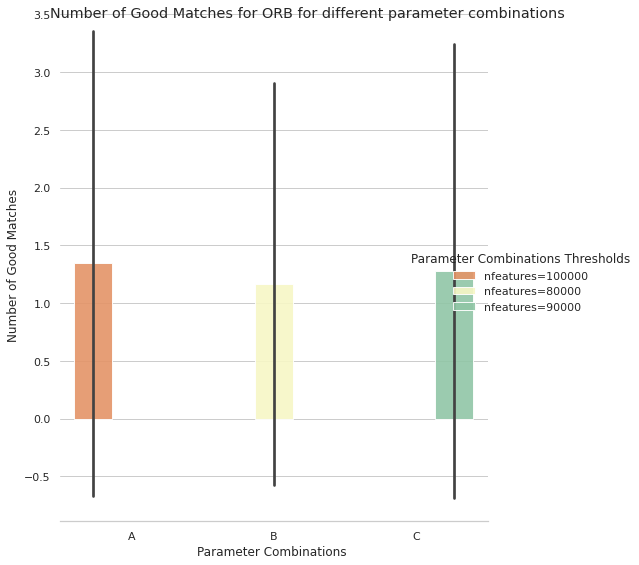 Number of Good Matches for ORB for different parameter combinations
3.5
3.0
2.5
2.0
1.5
1.0
0.5
0.0
−0.5
Number of Good Matches
A B C
Parameter Combinations
Parameter Combinations Thresholds
nfeatures=100000
nfeatures=80000
nfeatures=90000